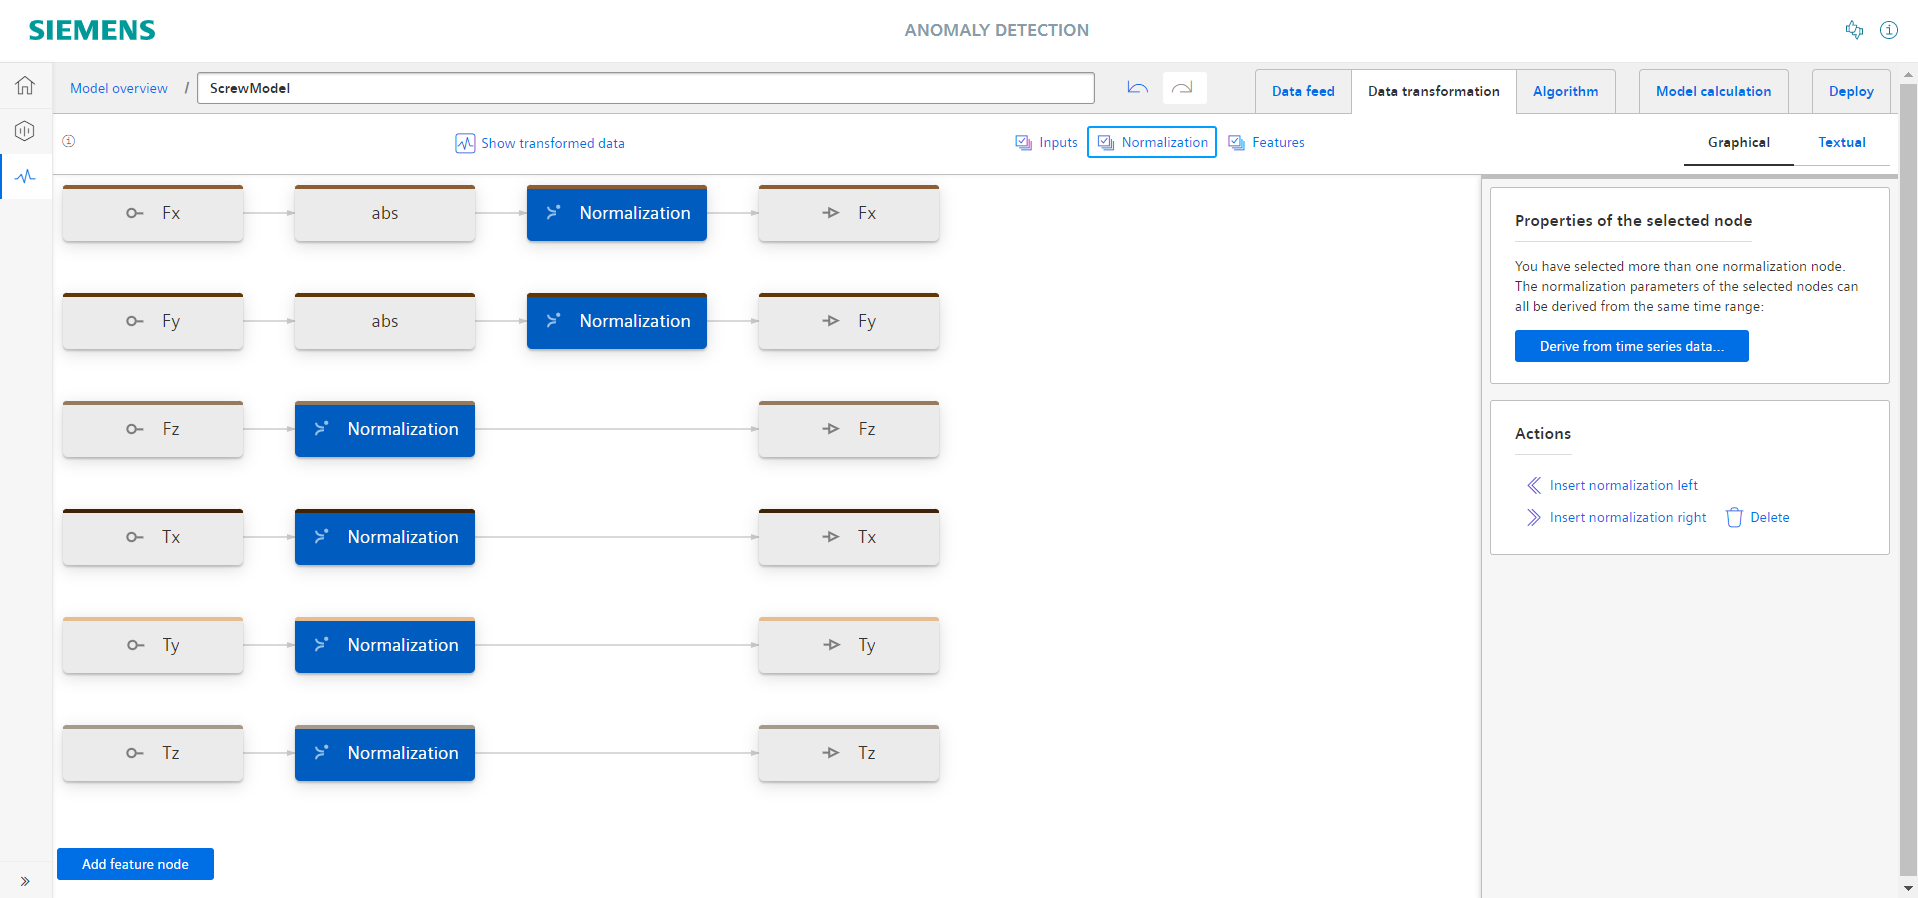 SIEMENS
ANOMALY DETECTION
Model overview / ScrewModel
Data feed
Data transformation
Algorithm
Model calculation
Deploy
Show transformed data
Inputs
Normalization
Features
Graphical
Textual
Fx
abs
Normalization
Fx
Fy
abs
Normalization
Fy
Fz
Normalization
Fz
Tx
Normalization
Tx
Ty
Normalization
Ty
Tz
Normalization
Tz
Add feature node
Properties of the selected node
You have selected more than one normalization node.
The normalization parameters of the selected nodes can
all be derived from the same time range:
Derive from time series data...
Actions
Insert normalization left
Insert normalization right
Delete